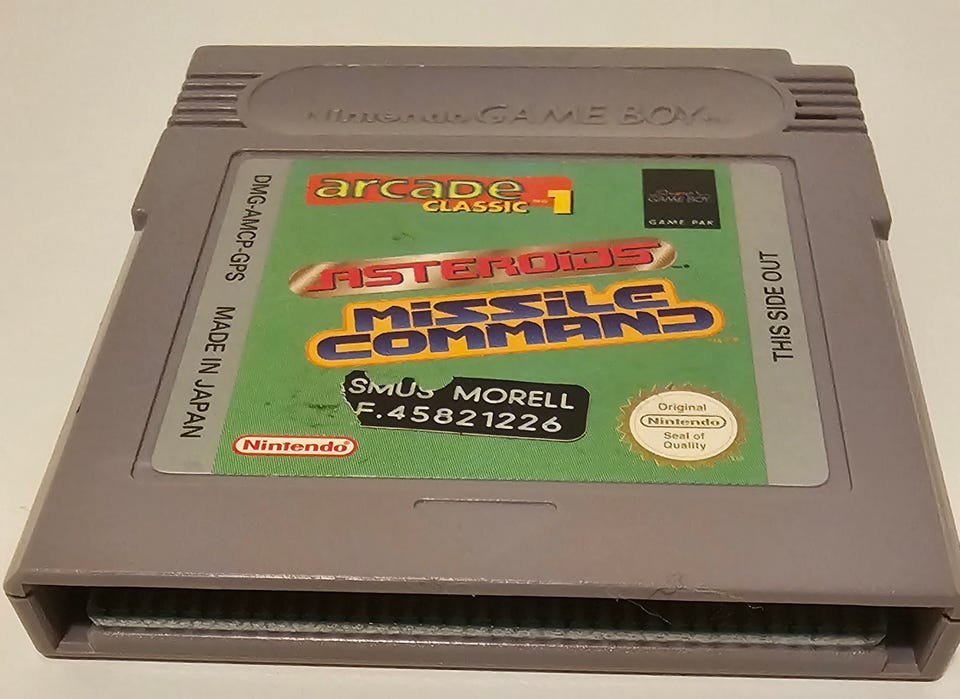 Nintendo GAME BOY TM
DMG-AMCP-GPS MADE IN JAPAN
arcade
CLASSIC 1
GAME BOY
GAME PAK
ASTEROIDS
MISSILE
COMMAND
THIS SIDE OUT
SMUS MORELL
F.45821226
Nintendo
Original
Nintendo
Seal of
Quality